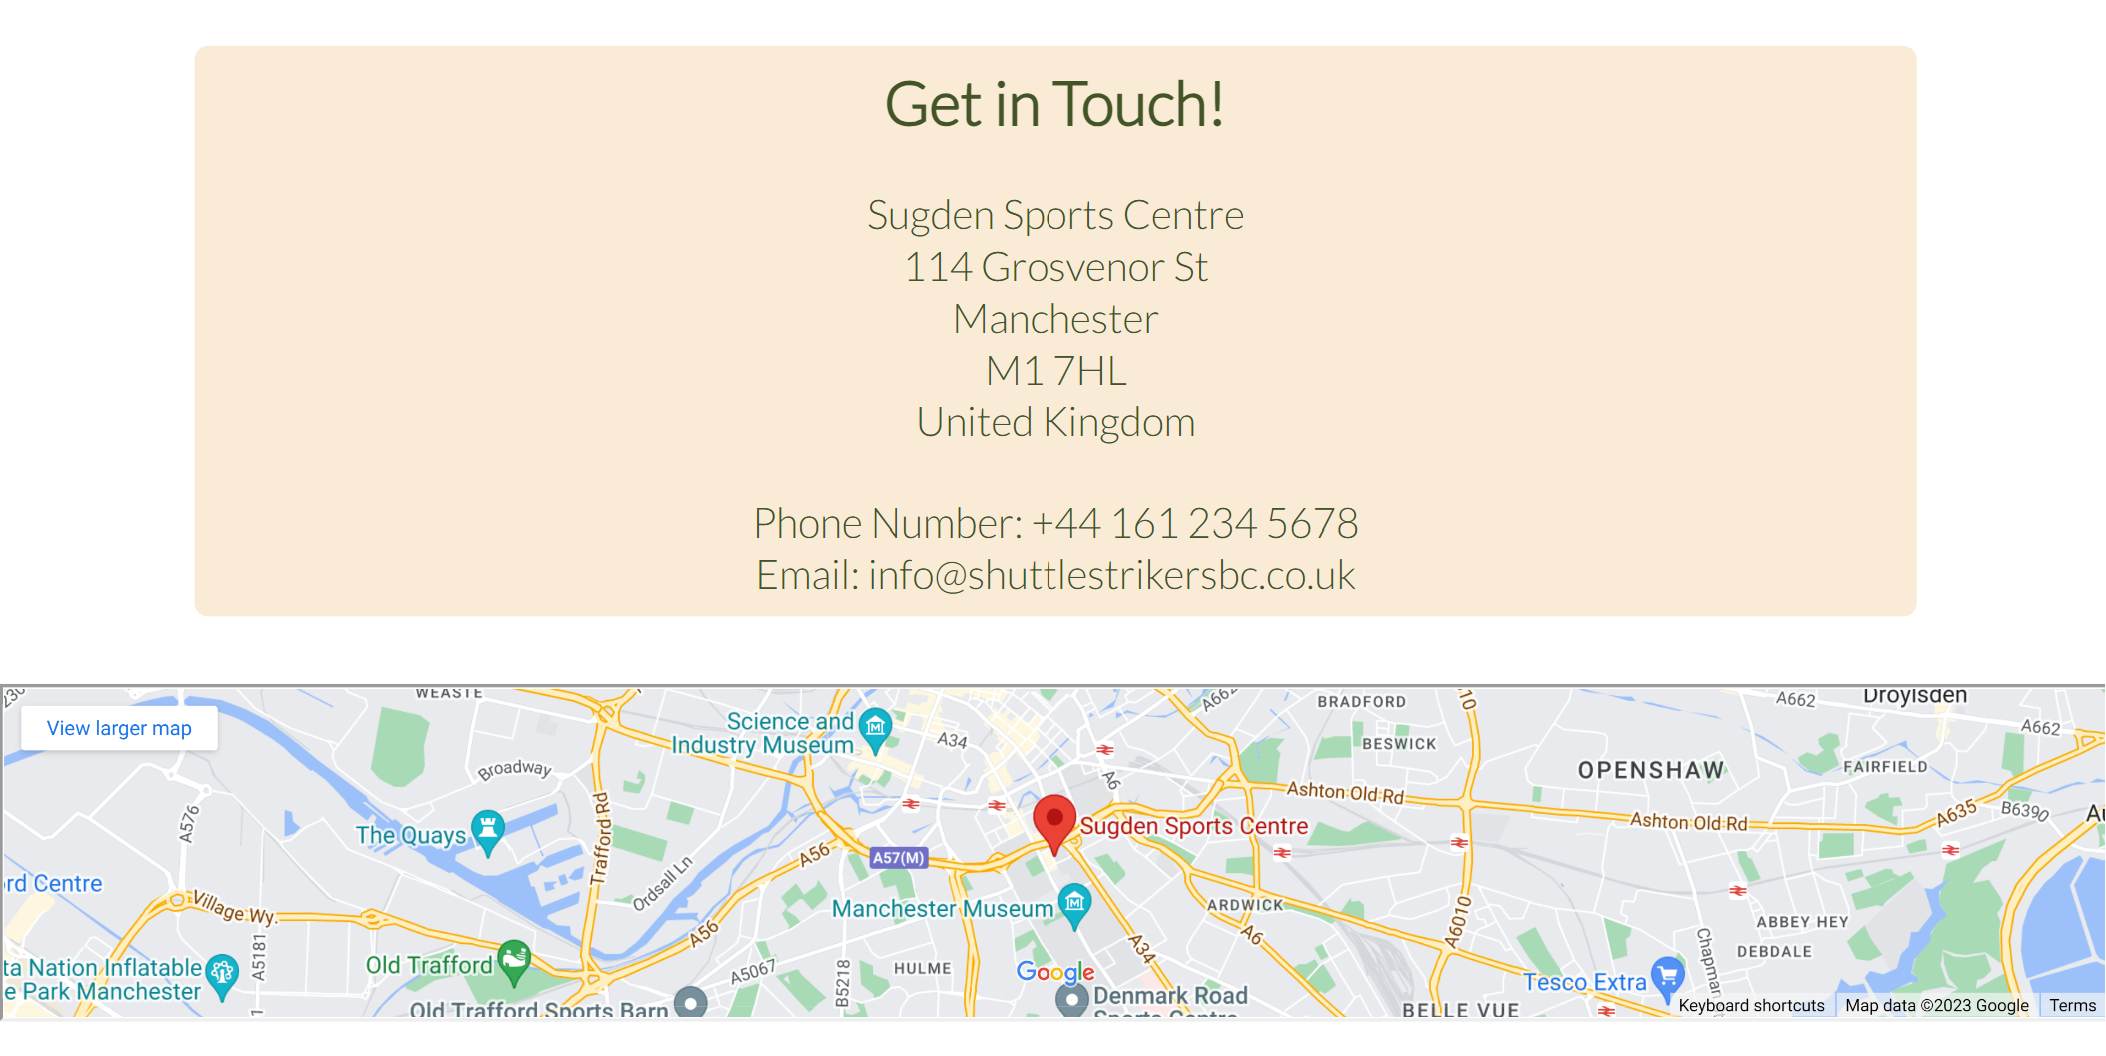 Get in Touch!
Sugden Sports Centre
114 Grosvenor St
Manchester
M1 7HL
United Kingdom
Phone Number: +44 161 234 5678
Email: info@shuttlestrikersbc.co.uk
WEASTE
View larger map
Science and
Industry Museum
A34
A662
BRADFORD
A662
Droylsden
A662
BESWICK
OPENSHAW
FAIRFIELD
Broadway
A6
Ashton Old Rd
A576
The Quays
Trafford Rd
Sugden Sports Centre
Ashton Old Rd
A635
B6390
A57(M)
A56
Ordsall Ln
rd Centre
Village Wy.
Manchester Museum
ARDWICK
A6010
ABBEY HEY
A56
A34
A6
DEBDALE
Chapman
ta Nation Inflatable
e Park Manchester
A5181
Old Trafford
A5067
B5218
HULME
Google
Tesco Extra
Denmark Road
Sports Centre
Old Trafford Sports Barn
BELLE VUE
Keyboard shortcuts
Map data ©2023 Google
Terms